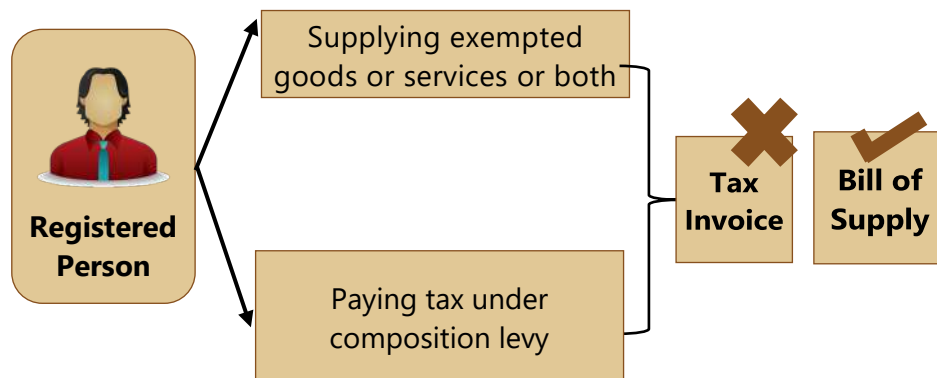 Registered
Person
Supplying exempted
goods or services or both
Paying tax under
composition levy
Tax
Invoice
Bill of
Supply